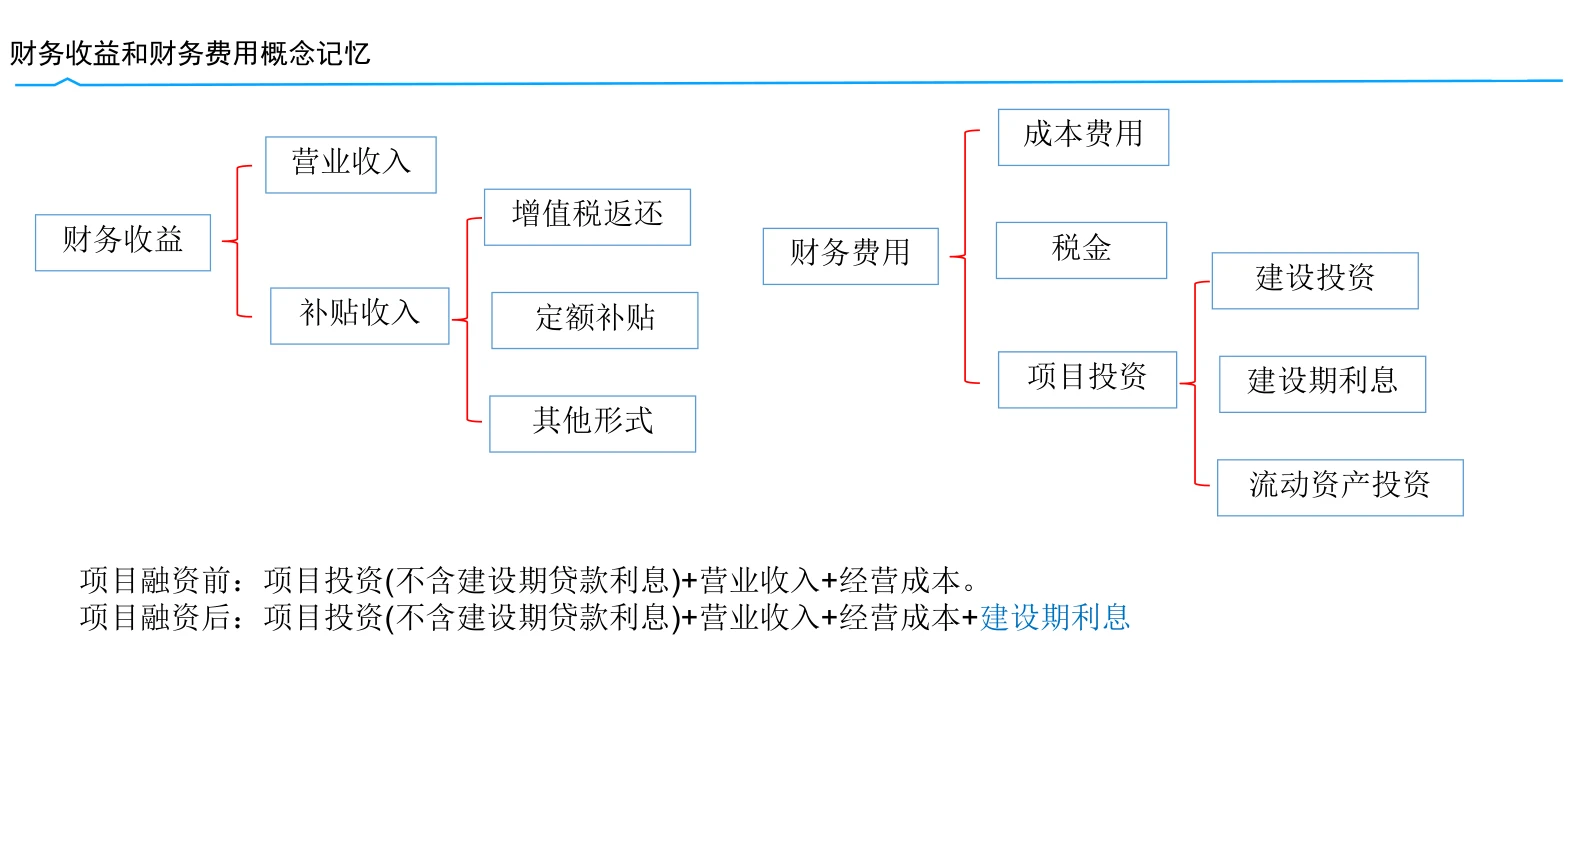 财务收益和财务费用概念记忆
财务收益
营业收入
补贴收入
增值税返还
定额补贴
其他形式
财务费用
成本费用
税金
项目投资
建设投资
建设期利息
流动资产投资
项目融资前：项目投资(不含建设期贷款利息)+营业收入+经营成本。
项目融资后：项目投资(不含建设期贷款利息)+营业收入+经营成本+建设期利息